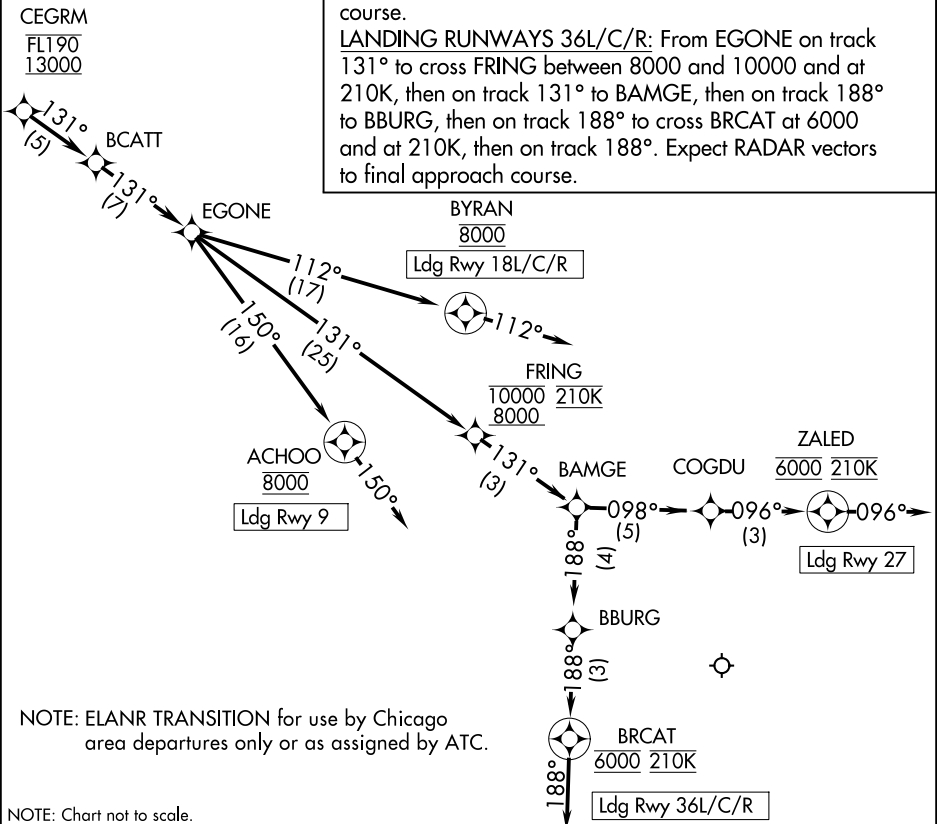 CEGRM
FL190
13000
course.
LANDING RUNWAYS 36L/C/R: From EGONE on track
131° to cross FRING between 8000 and 10000 and at
210K, then on track 131° to BAMGE, then on track 188°
to BBURG, then on track 188° to cross BRCAT at 6000
and at 210K, then on track 188°. Expect RADAR vectors
to final approach course.
131°
(5)
BCATT
131°
(7)
EGONE
BYRAN
8000
Ldg Rwy 18L/C/R
112°
(17)
112°
150°
(16)
131°
(25)
FRING
10000 210K
8000
ACHOO
8000
150°
Ldg Rwy 9
131°
(3)
BAMGE
COGDU
ZALED
6000 210K
098°
(5)
096°
(3)
096°
Ldg Rwy 27
188°
(4)
BBURG
188°
(3)
NOTE: ELANR TRANSITION for use by Chicago
area departures only or as assigned by ATC.
BRCAT
6000 210K
188°
Ldg Rwy 36L/C/R
NOTE: Chart not to scale.